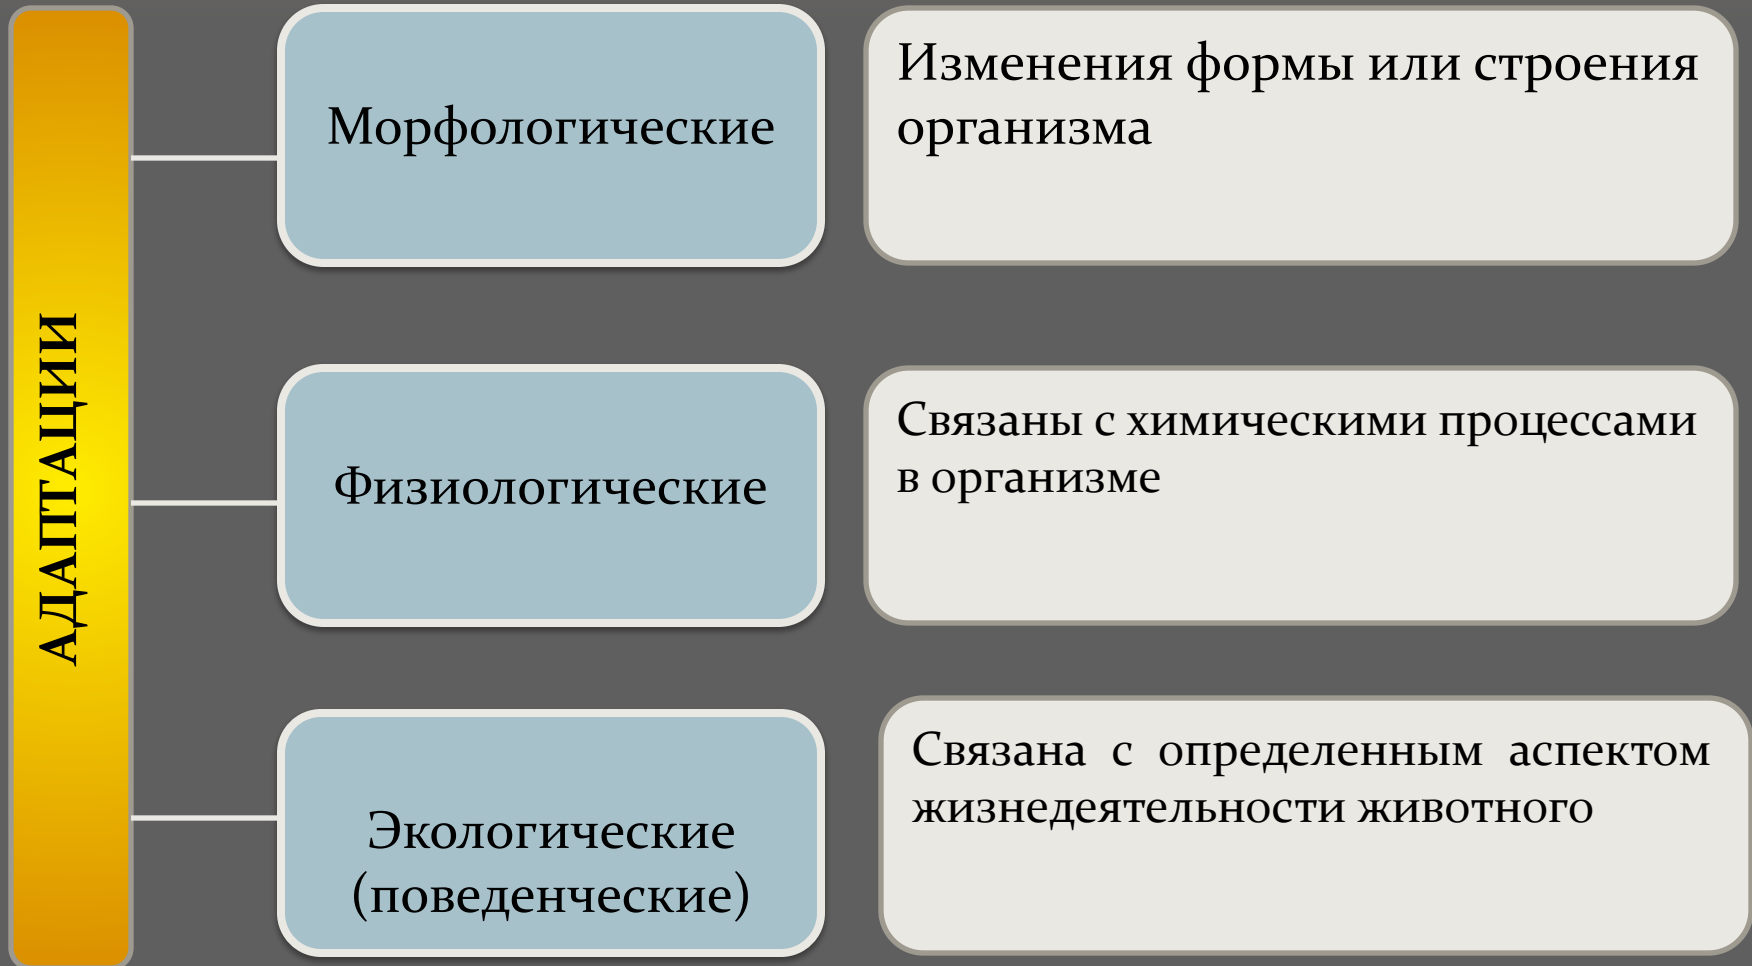 АДАПТАЦИИ
Морфологические
Изменения формы или строения
организма
Физиологические
Связаны с химическими процессами
в организме
Экологические
(поведенческие)
Связана с определенным аспектом
жизнедеятельности животного